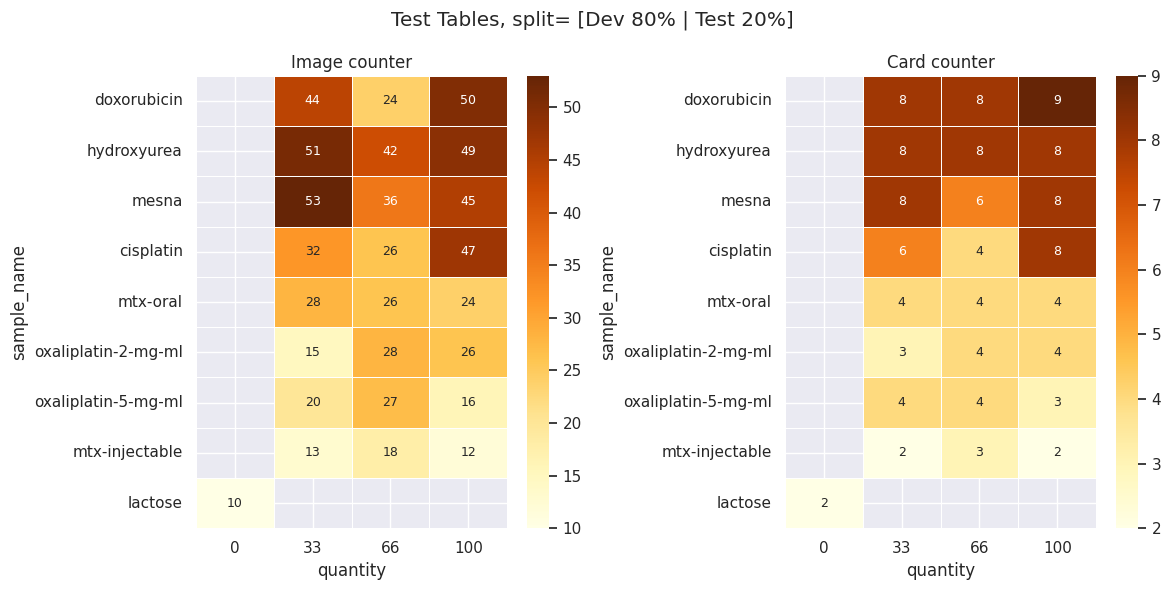 Test Tables, split= [Dev 80% | Test 20%]
Image counter
sample_name
doxorubicin 44 24 50
hydroxyurea 51 42 49
mesna 53 36 45
cisplatin 32 26 47
mtx-oral 28 26 24
oxaliplatin-2-mg-ml 15 28 26
oxaliplatin-5-mg-ml 20 27 16
mtx-injectable 13 18 12
lactose 10
0 33 66 100
quantity
50
45
40
35
30
25
20
15
10
Card counter
sample_name
doxorubicin 8 8 9
hydroxyurea 8 8 8
mesna 8 6 8
cisplatin 6 4 8
mtx-oral 4 4 4
oxaliplatin-2-mg-ml 3 4 4
oxaliplatin-5-mg-ml 4 4 3
mtx-injectable 2 3 2
lactose 2
0 33 66 100
quantity
9
8
7
6
5
4
3
2